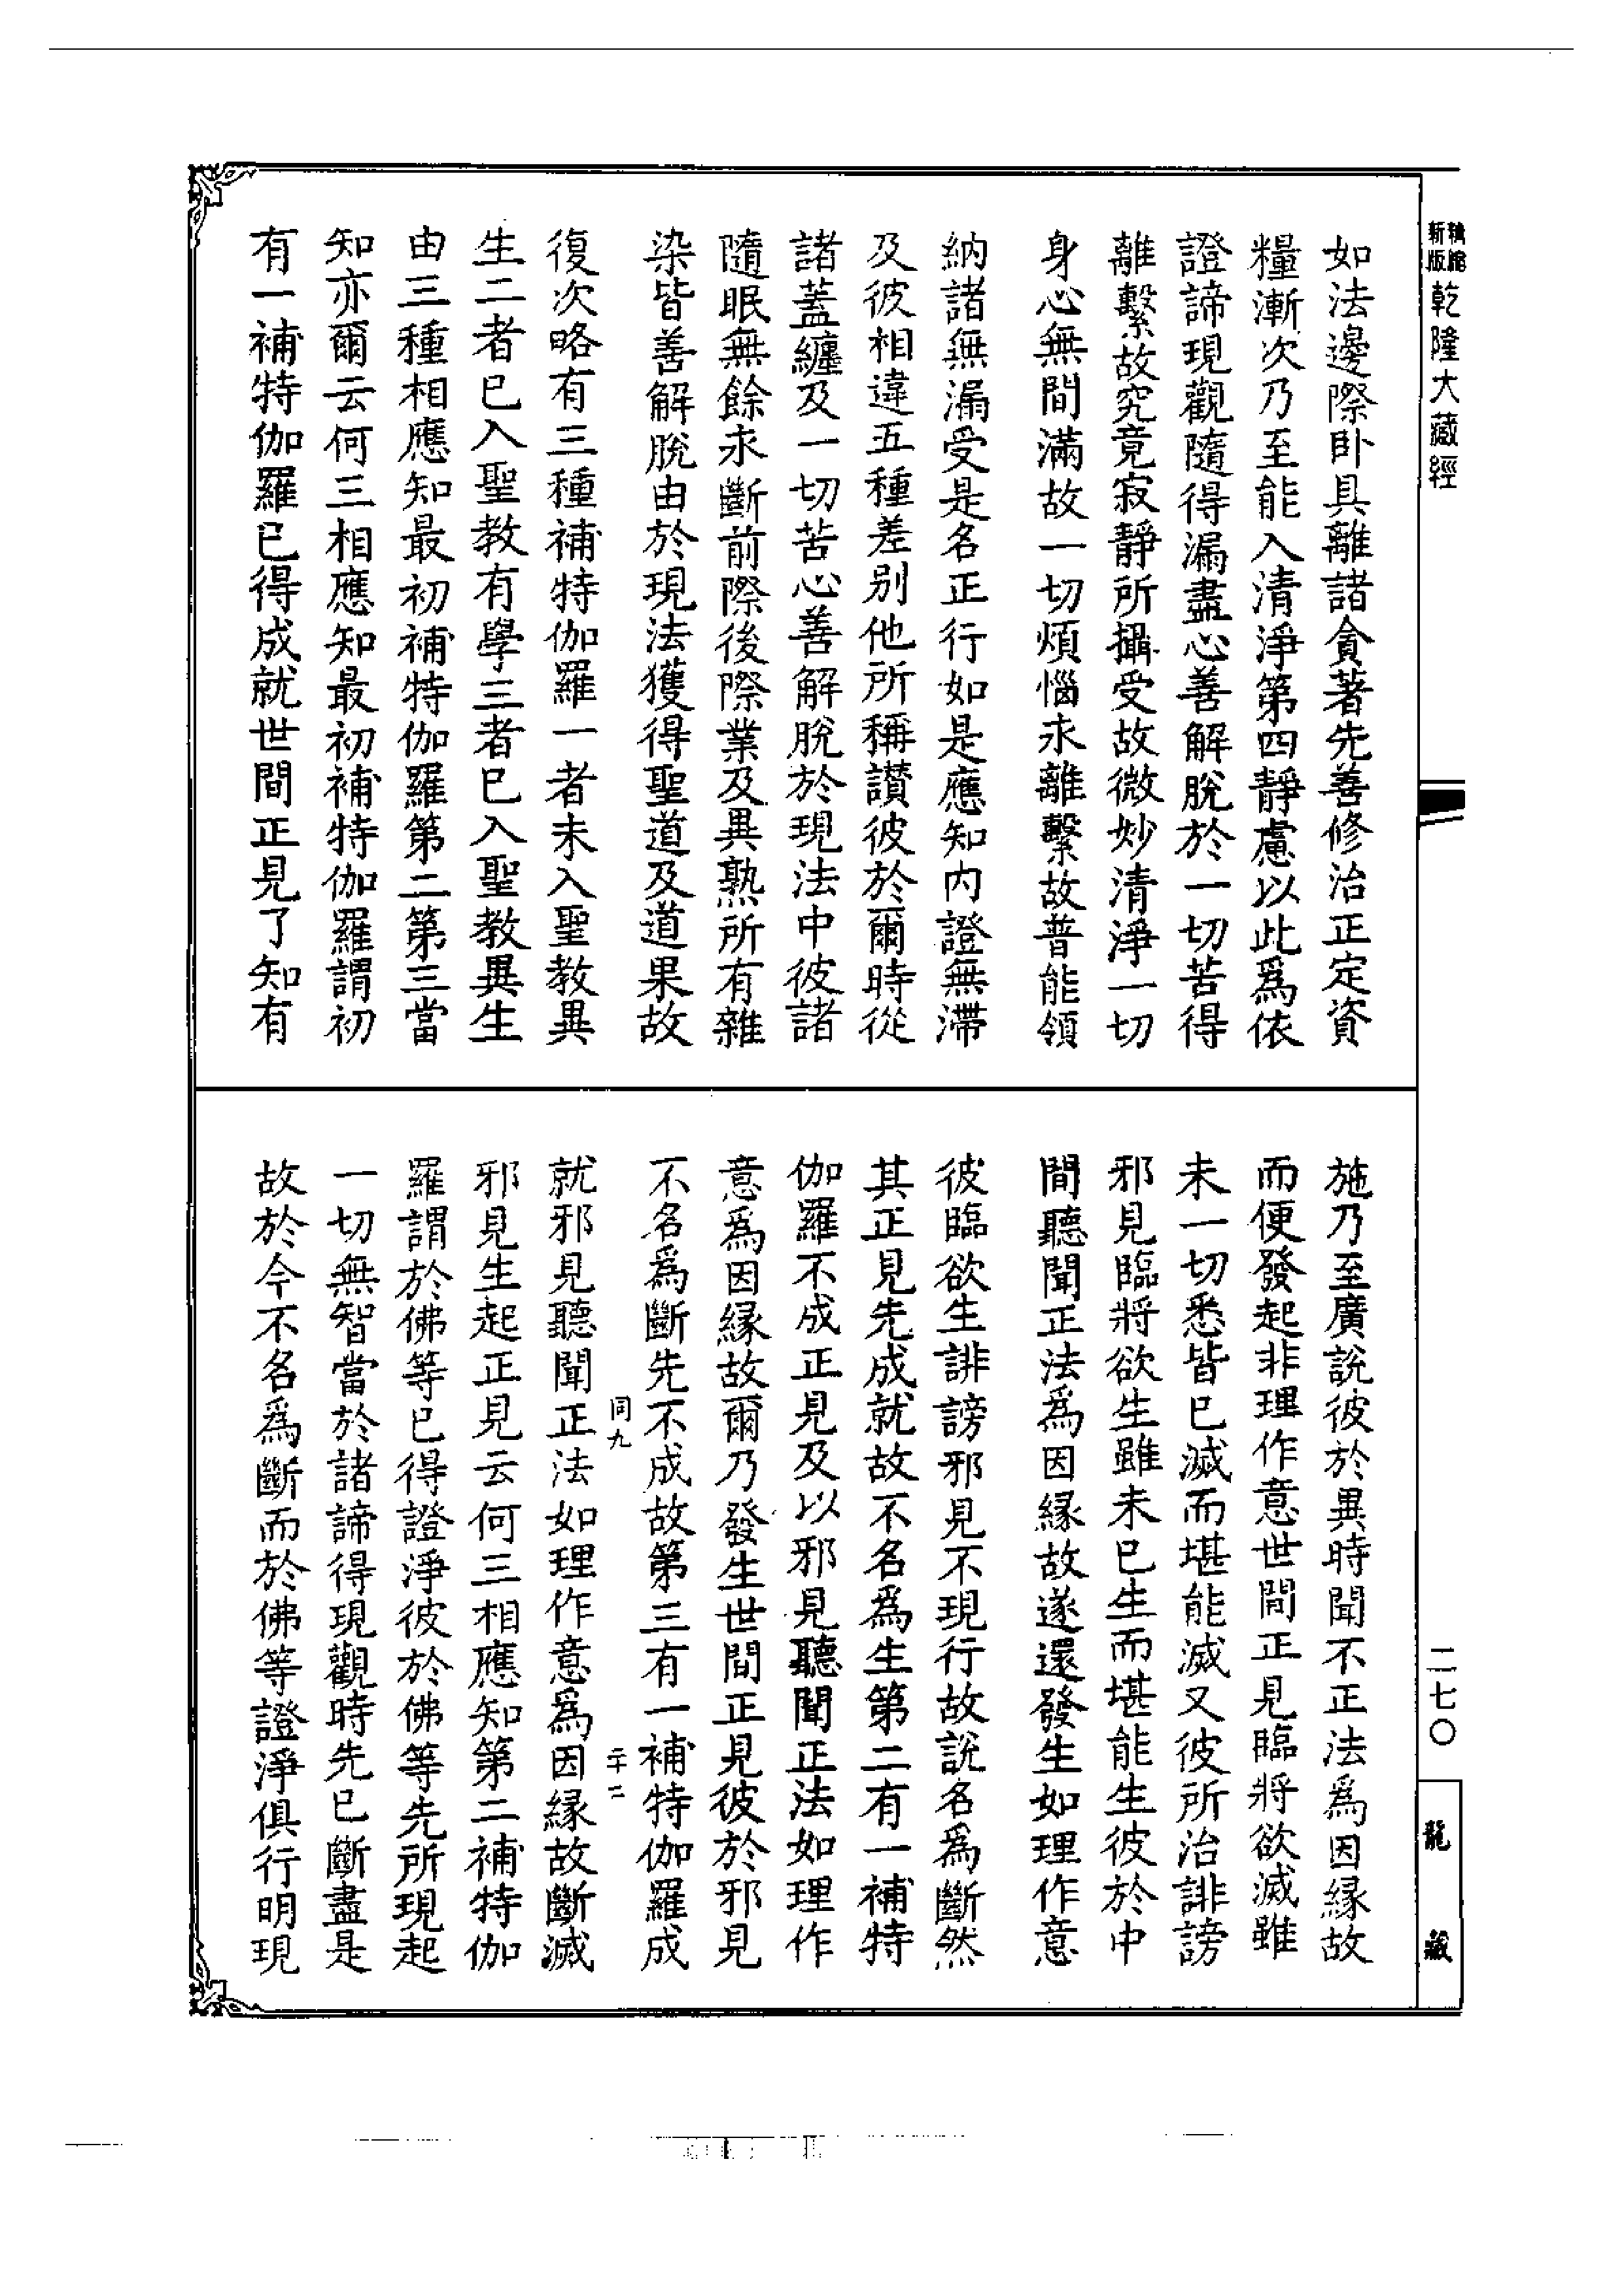 新版精縮乾隆大藏經
如法邊際卧具離諸貪著先善修治正定資
糧漸次乃至能入清淨第四靜慮以此爲依
證諦現觀隨得漏盡心善解脫於一切苦得
離繫故究竟寂靜所攝受故微妙清淨一切
身心無間滿故一切煩惱永離繫故普能領
納諸無漏受是名正行如是應知內證無滯
及彼相違五種差别他所稱讚彼於爾時從
諸蓋纏及一切苦心善解脫於現法中彼諸
隨眠無餘永斷前際後際業及異熟所有雜
染皆善解脫由於現法獲得聖道及道果故
復次略有三種補特伽羅一者未入聖教異
生二者已入聖教有學三者已入聖教異生
由三種相應知最初補特伽羅第二第三當
知亦爾云何三相應知最初補特伽羅謂初
有一補特伽羅已得成就世間正見了知有
施乃至廣說彼於異時聞不正法爲因緣故
而便發起非理作意世間正見臨將欲滅雖
未一切悉皆已滅而堪能滅又彼所治誹謗
邪見臨將欲生雖未已生而堪能生彼於中
間聽聞正法爲因緣故遂還發生如理作意
彼臨欲生誹謗邪見不現行故說名爲斷然
其正見先成就故不名爲生第二有一補特
伽羅不成正見及以邪見聽聞正法如理作
意爲因緣故爾乃發生世間正見彼於邪見
不名爲斷先不成故第三有一補特伽羅成
同九
二十二
就邪見聽聞正法如理作意爲因緣故斷滅
邪見生起正見云何三相應知第二補特伽
羅謂於佛等已得證淨彼於佛等先所現起
一切無智當於諸諦得現觀時先已斷盡是
故於今不名爲斷而於佛等證淨俱行明現
二七〇
龍藏